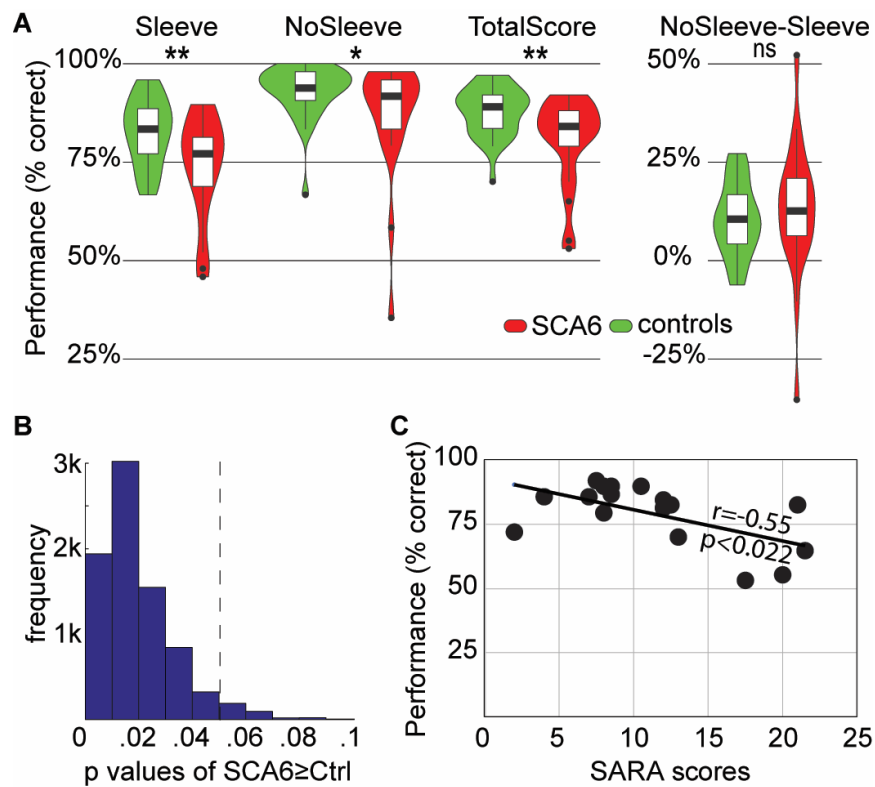 A
Sleeve NoSleeve TotalScore NoSleeve-Sleeve
** * ** ns
Performance (% correct)
100%
75%
50%
25%
50%
25%
0%
-25%
SCA6 controls
B
frequency
3k
2k
1k
0 .02 .04 .06 .08 .1
p values of SCA6≥Ctrl
C
Performance (% correct)
100
75
50
25
r=-0.55
p<0.022
0 5 10 15 20 25
SARA scores